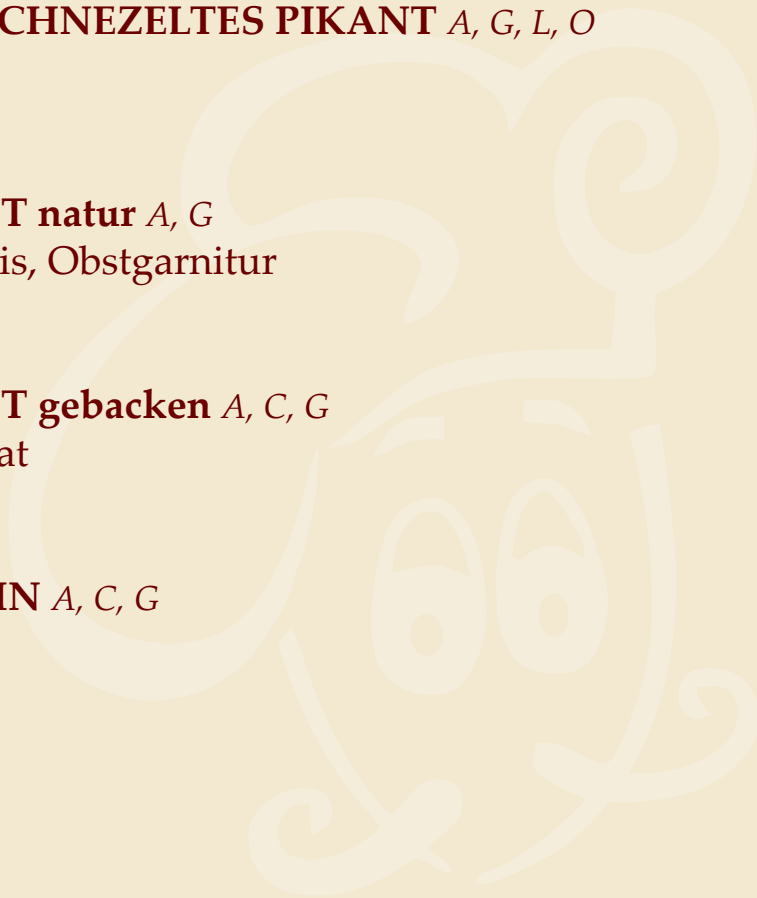 CHNEZELTES PIKANT A, G, L, O
T natur A, G
is, Obstgarnitur
T gebacken A, C, G
at
IN A, C, G